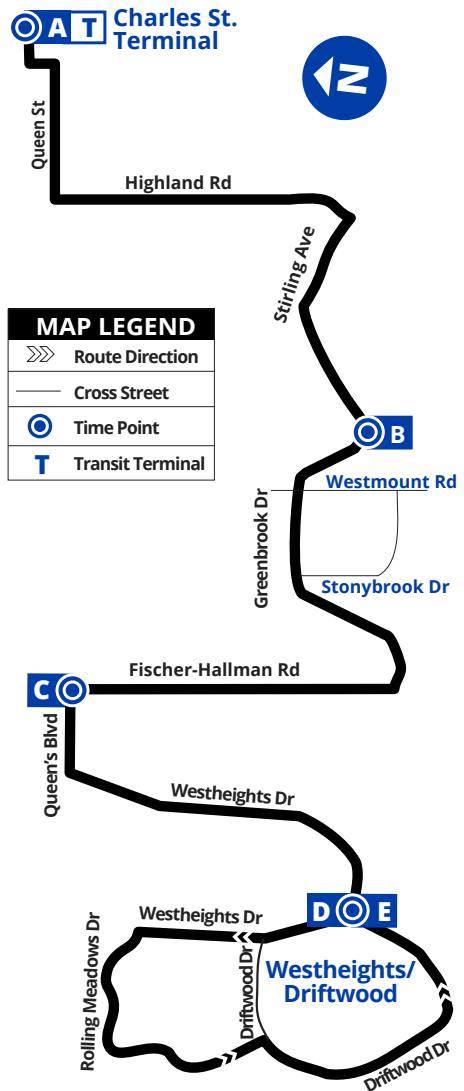 A T Charles St.
Terminal
N
Queen St
Highland Rd
Stirling Ave
MAP LEGEND
Route Direction
Cross Street
Time Point
T Transit Terminal
B
Westmount Rd
Greenbrook Dr
Stonybrook Dr
Fischer-Hallman Rd
C
Queen's Blvd
Westheights Dr
D E
Westheights Dr
Rolling Meadows Dr
Driftwood Dr
Westheights/
Driftwood
Driftwood Dr